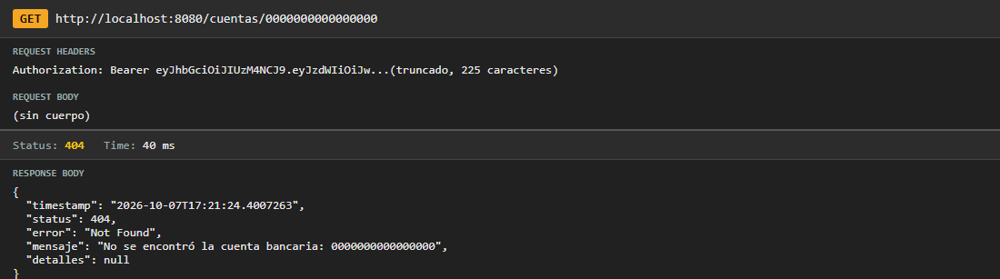 GET http://localhost:8080/cuentas/0000000000000000
REQUEST HEADERS
Authorization: Bearer eyJhbGciOiJIUzM4NCJ9.eyJzdWIiOiJw...(truncado, 225 caracteres)
REQUEST BODY
(sin cuerpo)
Status: 404 Time: 40 ms
RESPONSE BODY
{
"timestamp": "2026-10-07T17:21:24.4007263",
"status": 404,
"error": "Not Found",
"mensaje": "No se encontró la cuenta bancaria: 0000000000000000",
"detalles": null
}